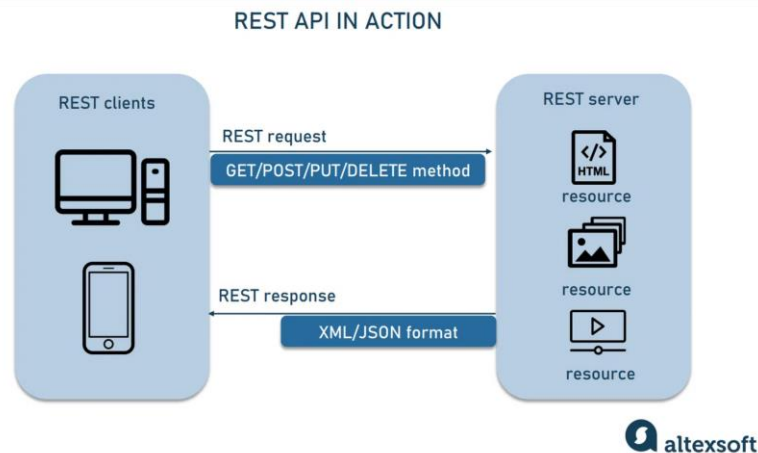 REST API IN ACTION
REST clients
REST request
GET/POST/PUT/DELETE method
REST response
XML/JSON format
REST server
</>
HTML
resource
resource
resource
altexsoft